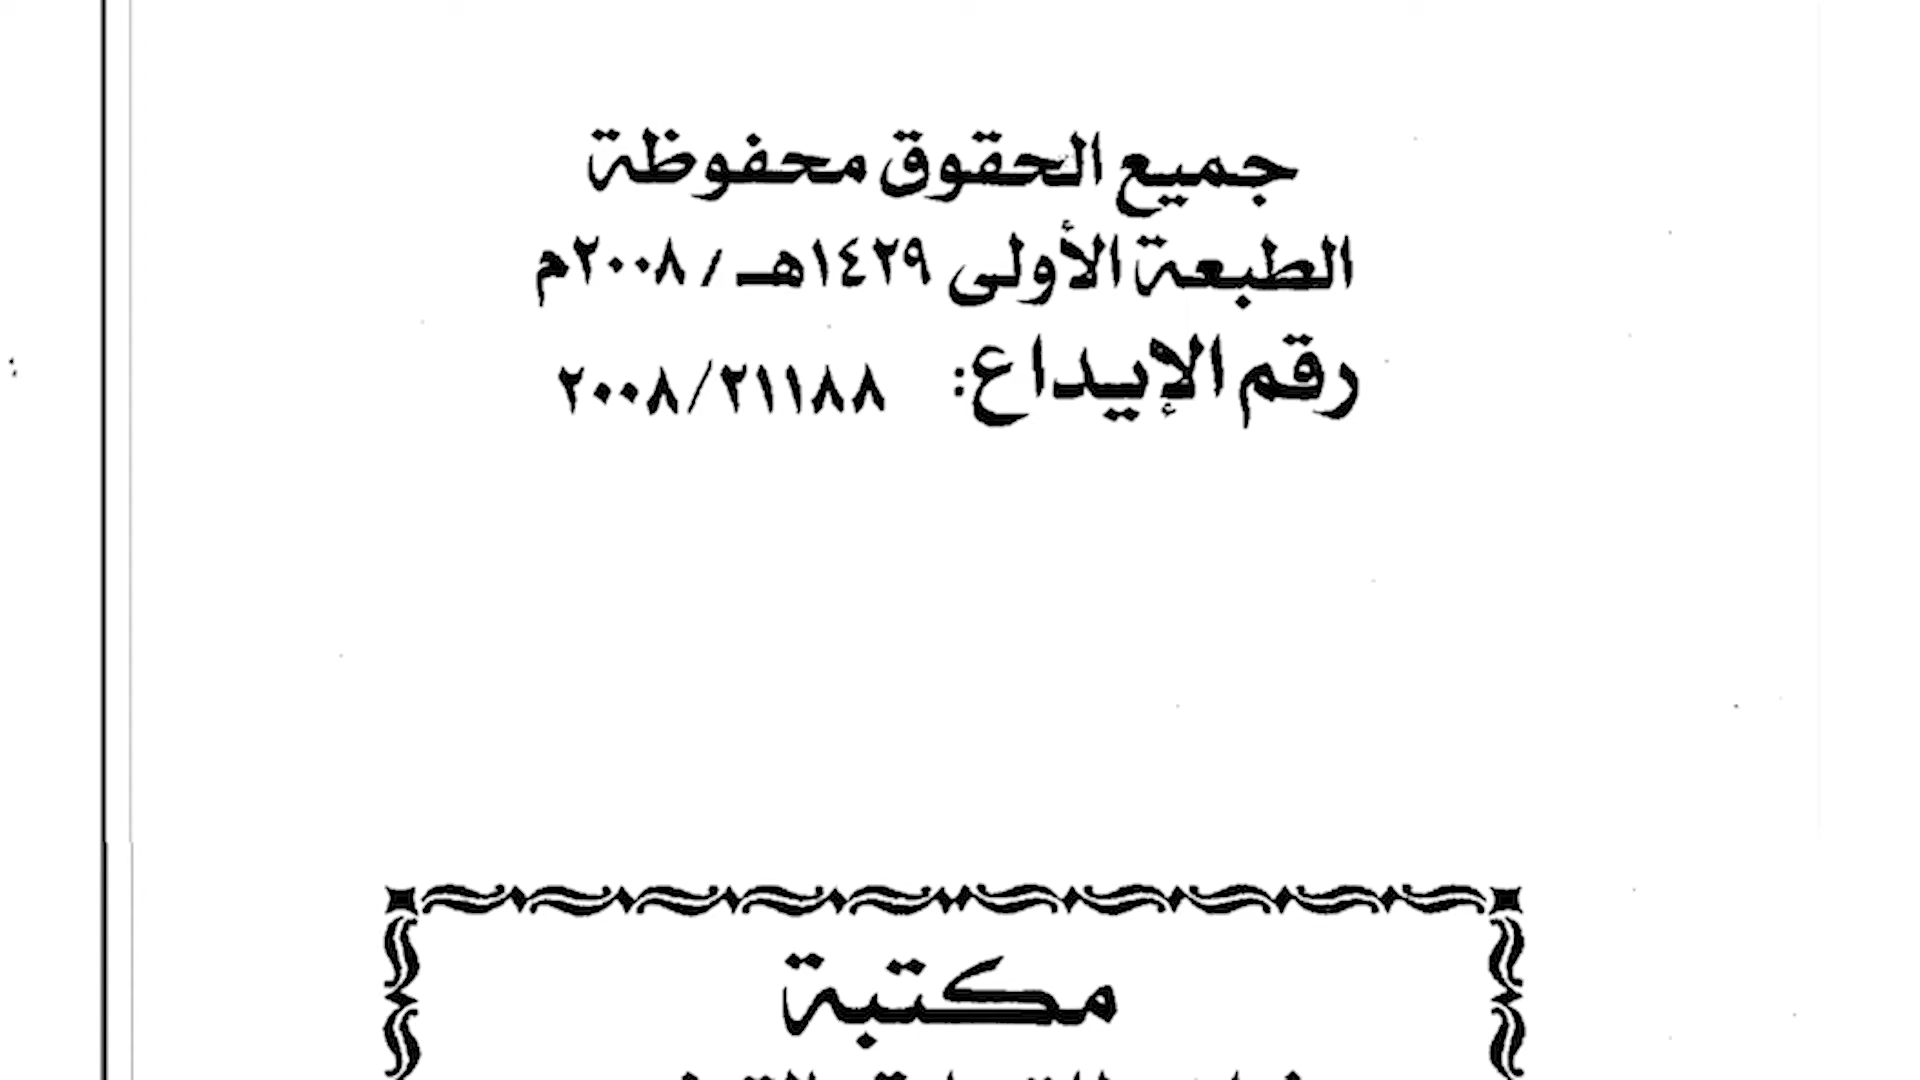 جميع الحقوق محفوظة
الطبعة الأولى ١٤٢٩هـ / ٢٠٠٨م
رقم الإيداع: ٢٠٠٨/٢١١٨٨
مكتبة